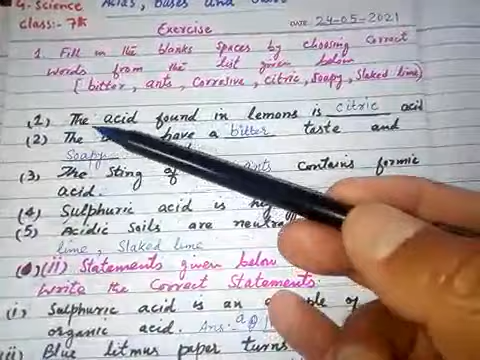 G. Science Acids, Bases and
Class:- 7th
Exercise DATE: 24-05-2021
1. Fill in the blanks spaces by choosing correct
words from the list given below
[bitter, ants, Corresive, citric, Soapy, Slaked lime)
(1) The acid found in lemons is citric acid
(2) The have a bitter taste and
Soapy
(3) The Sting of ants Contains formic
acid.
(4) Sulphuric acid is
(5) Acidic Soils are
lime, Slaked lime
(ii) Statements given below
Write the Correct Statements.
(i) Sulphuric acid is an of
organic acid. Ans:-
(ii) Blue litmus paper turns